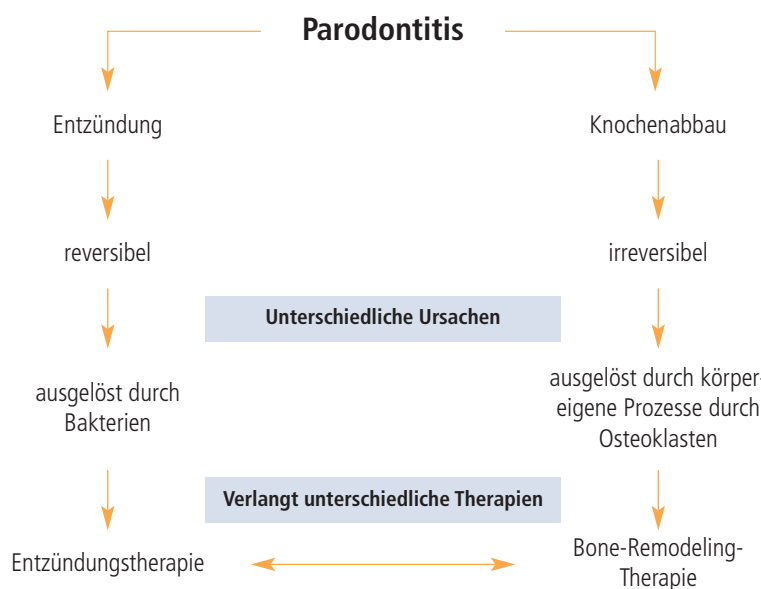 Parodontitis
Entzündung
Knochenabbau
reversibel
irreversibel
Unterschiedliche Ursachen
ausgelöst durch
Bakterien
ausgelöst durch körper-
eigene Prozesse durch
Osteoklasten
Verlangt unterschiedliche Therapien
Entzündungstherapie
Bone-Remodeling-
Therapie